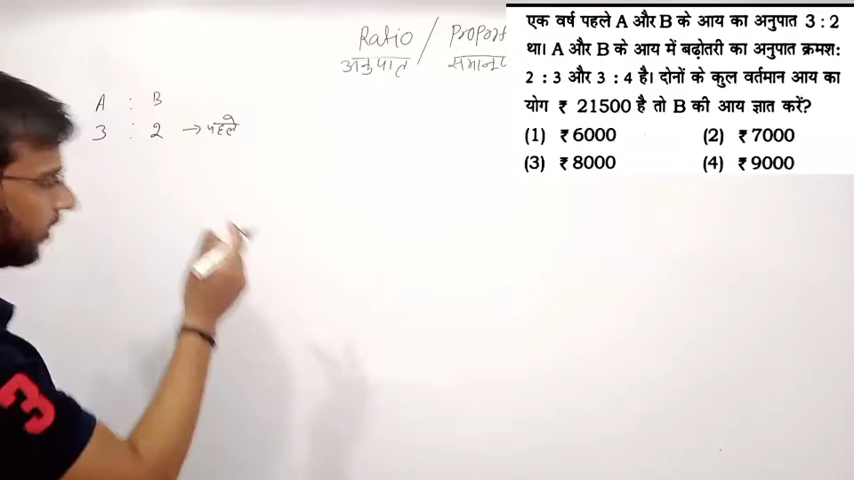 Ratio / Propor
अनुपात समानु
एक वर्ष पहले A और B के आय का अनुपात 3 : 2
था। A और B के आय में बढ़ोतरी का अनुपात क्रमश:
2 : 3 और 3 : 4 है। दोनों के कुल वर्तमान आय का
योग ₹ 21500 है तो B की आय ज्ञात करें?
(1) ₹ 6000 (2) ₹ 7000
(3) ₹ 8000 (4) ₹ 9000
A : B
3 : 2 → पहले
3